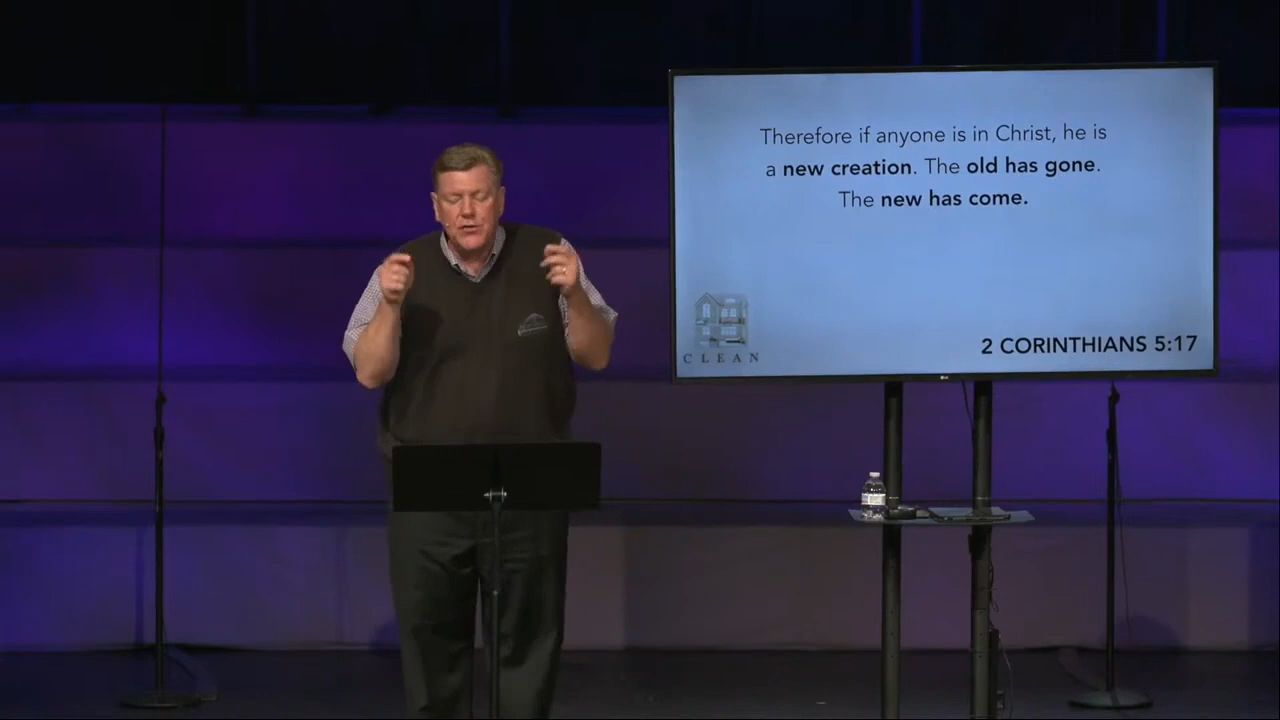 Therefore if anyone is in Christ, he is
a new creation. The old has gone.
The new has come.
CLEAN
2 CORINTHIANS 5:17
LG